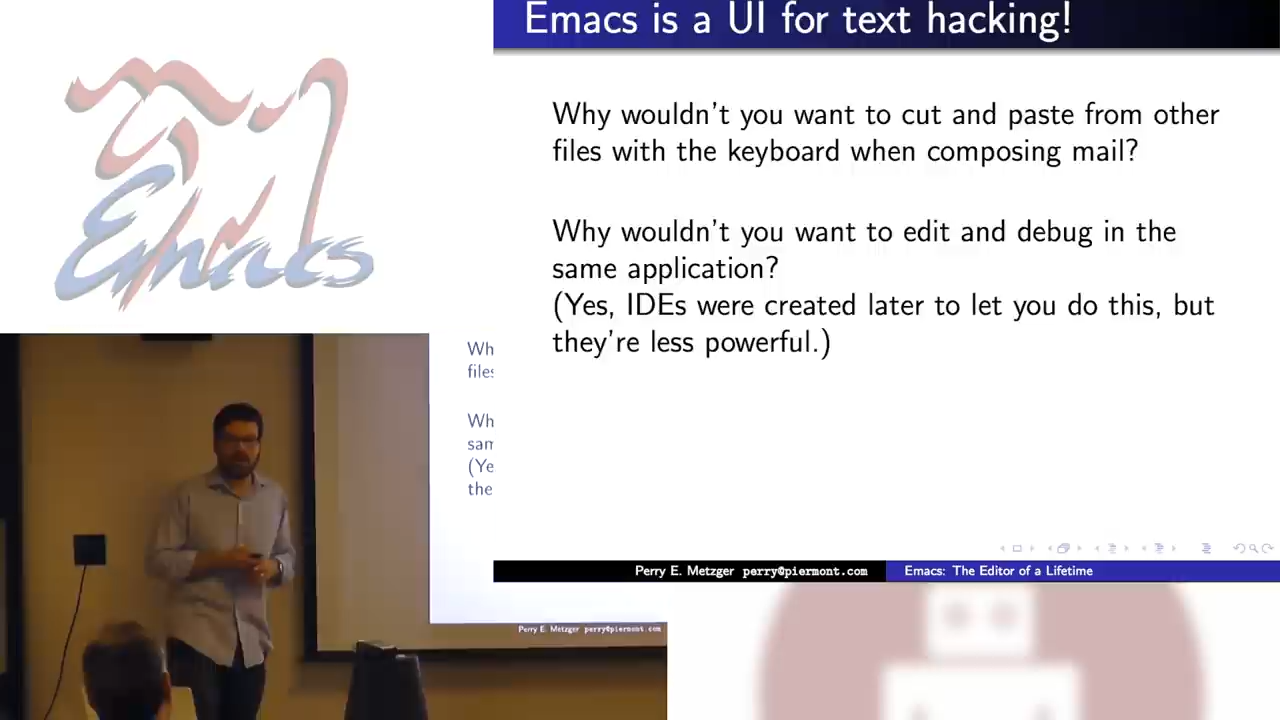 Emacs is a UI for text hacking!
Emacs
Why wouldn't you want to cut and paste from other
files with the keyboard when composing mail?
Why wouldn't you want to edit and debug in the
same application?
(Yes, IDEs were created later to let you do this, but
they're less powerful.)
Wh
files
Wh
sam
(Ye
the
Perry E. Metzger perry@piermont.com
Emacs: The Editor of a Lifetime
Perry E. Metzger perry@piermont.com